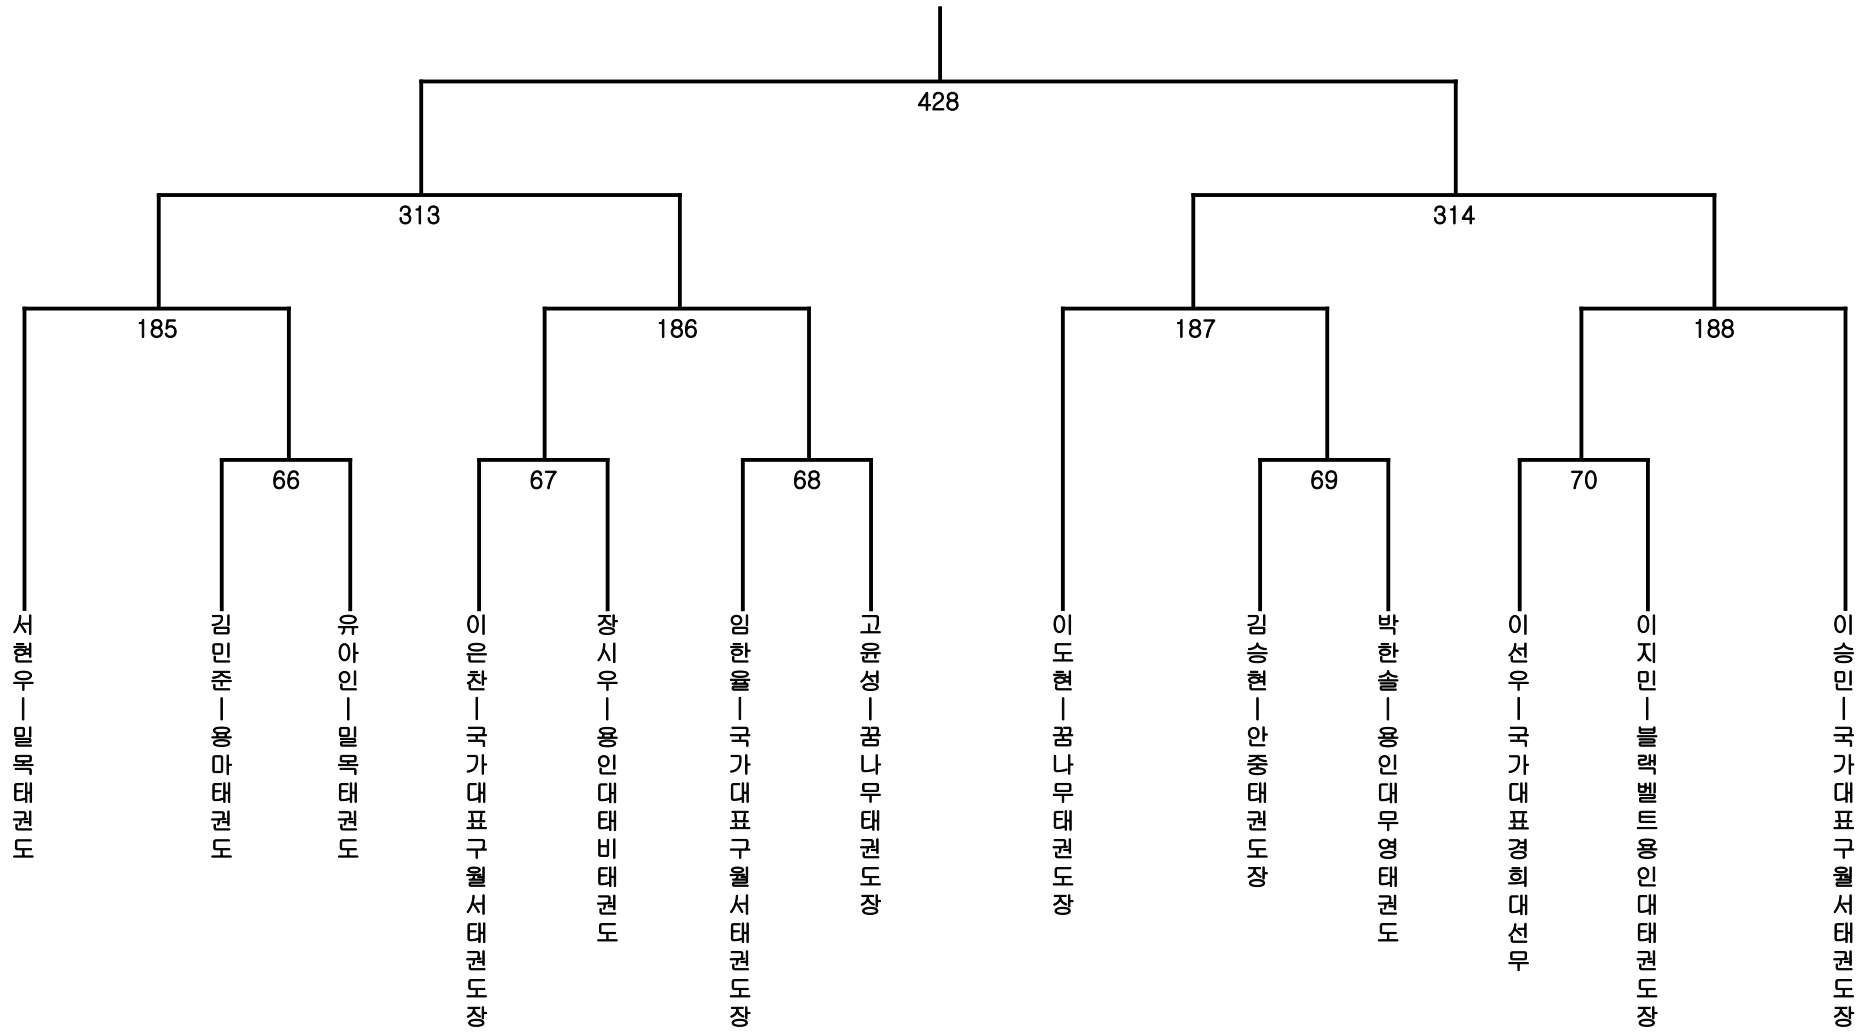 428
313
314
185
186
187
188
66
67
68
69
70
서현우-밀목태권도
김민준-용마태권도
유아인-밀목태권도
이은찬-국가대표구월서태권도장
장시우-용인대태비태권도
임한율-국가대표구월서태권도장
고윤성-꿈나무태권도장
이도현-꿈나무태권도장
김승현-안중태권도장
박한솔-용인대무영태권도
이선우-국가대표경희대선무
이지민-블랙벨트용인대태권도장
이승민-국가대표구월서태권도장